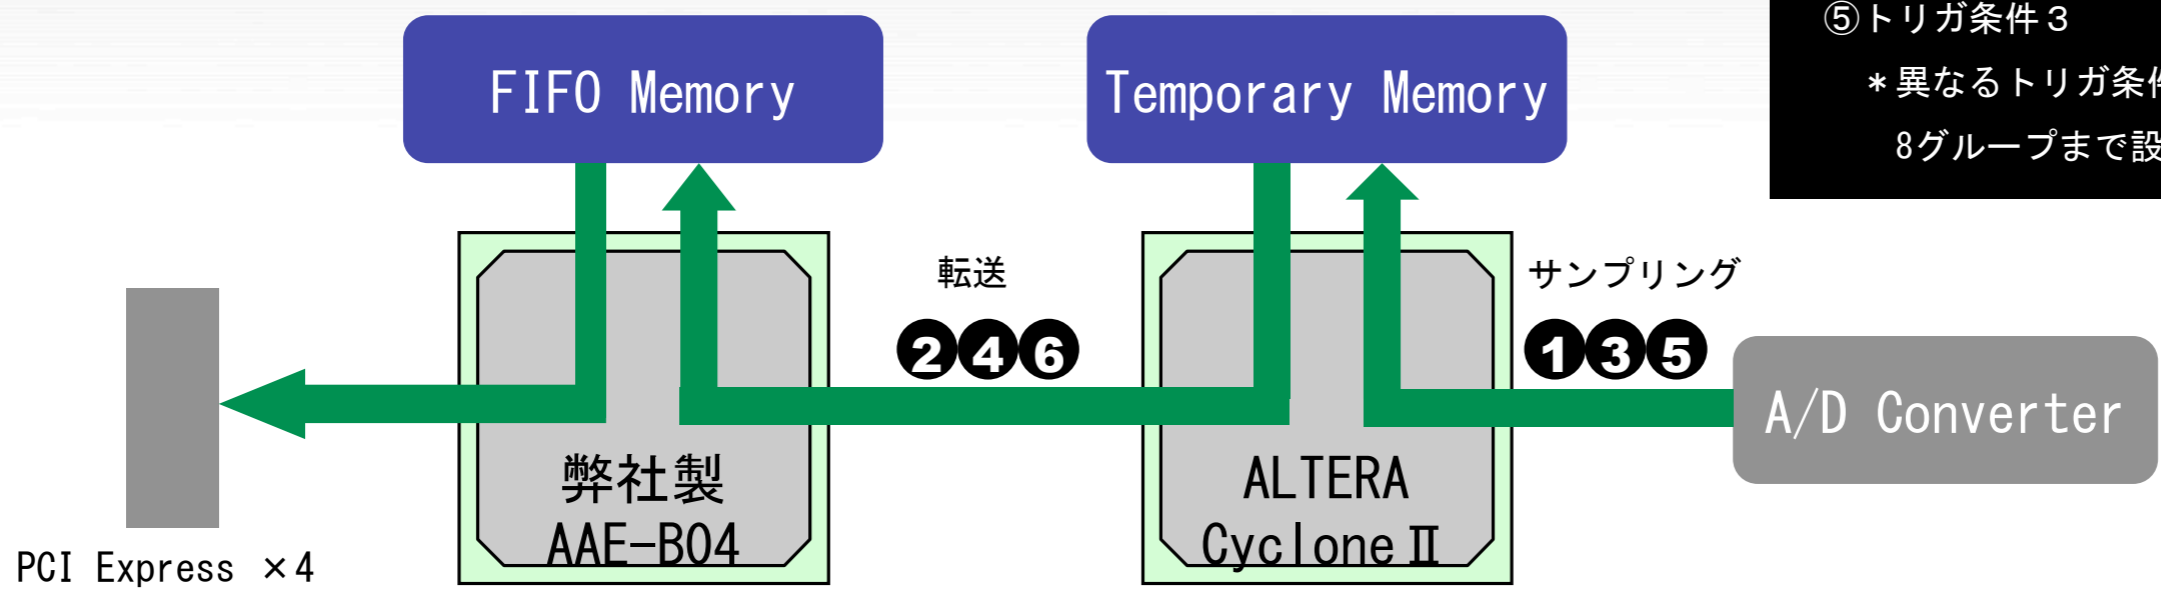 ⑤トリガ条件３
＊異なるトリガ条
8グループまで設
FIFO Memory
Temporary Memory
転送
サンプリング
❷❹❻
❶❸❺
A/D Converter
弊社製
AAE-B04
ALTERA
CycloneⅡ
PCI Express ×4